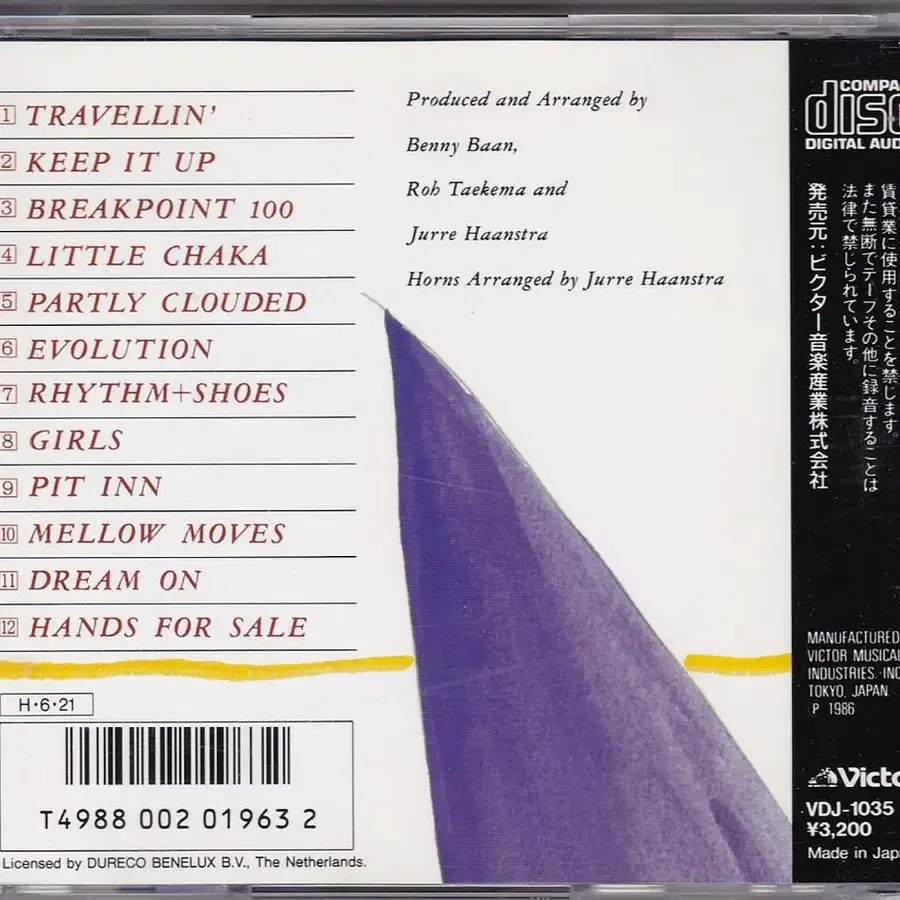 1 TRAVELLIN'
2 KEEP IT UP
3 BREAKPOINT 100
4 LITTLE CHAKA
5 PARTLY CLOUDED
6 EVOLUTION
7 RHYTHM+SHOES
8 GIRLS
9 PIT INN
10 MELLOW MOVES
11 DREAM ON
12 HANDS FOR SALE
H・6・21
T4988 002 01963 2
Licensed by DURECO BENELUX B.V., The Netherlands.
Produced and Arranged by
Benny Baan,
Rob Taekema and
Jurre Haanstra
Horns Arranged by Jurre Haanstra
COMPA
disc
DIGITAL AUD
賃貸業に使用することを禁じます。
また無断でテープその他に録音することは
法律で禁じられています。
発売元:ビクター音楽産業株式会社
MANUFACTURED
VICTOR MUSICAL
INDUSTRIES. INC
TOKYO, JAPAN
P 1986
Victo
VDJ-1035
¥3,200
Made in Jap